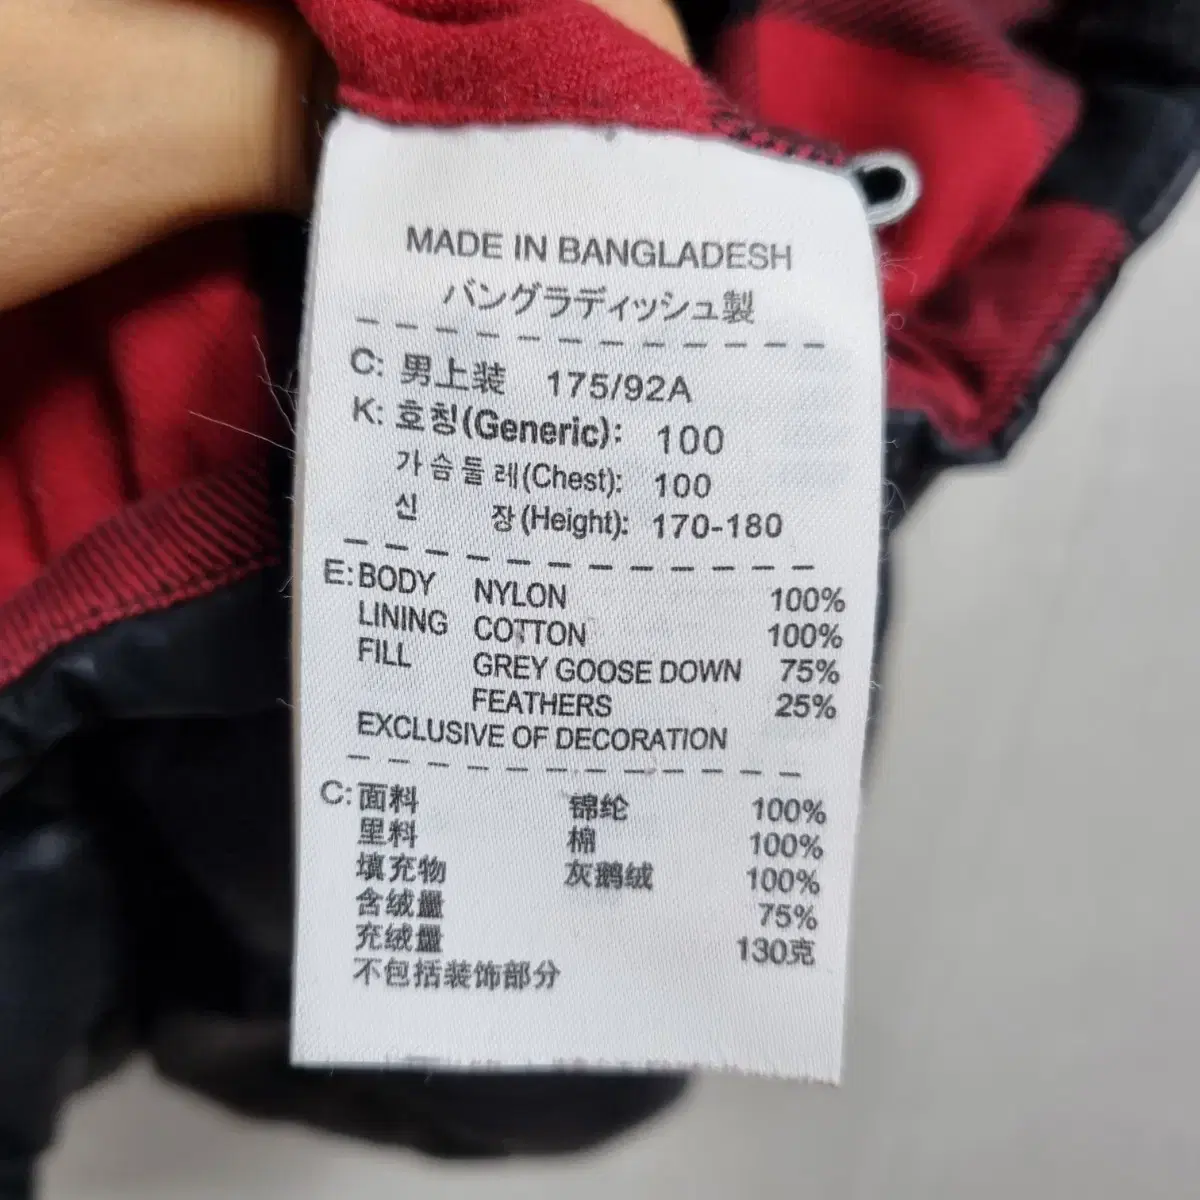 MADE IN BANGLADESH
バングラディッシュ製
C: 男上装 175/92A
K: 호칭(Generic): 100
가슴둘레(Chest): 100
신 장(Height): 170-180
E: BODY NYLON 100%
LINING COTTON 100%
FILL GREY GOOSE DOWN 75%
FEATHERS 25%
EXCLUSIVE OF DECORATION
C: 面料 锦纶 100%
里料 棉 100%
填充物 灰鹅绒 100%
含绒量 75%
充绒量 130克
不包括装饰部分